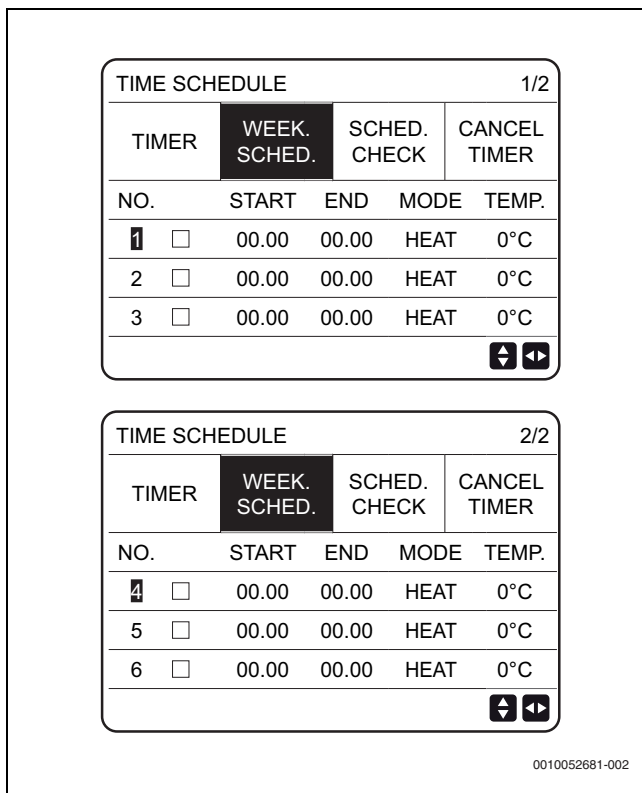 TIME SCHEDULE 1/2
TIMER WEEK. SCHED. SCHED. CHECK CANCEL TIMER
NO. START END MODE TEMP.
1 ☐ 00.00 00.00 HEAT 0°C
2 ☐ 00.00 00.00 HEAT 0°C
3 ☐ 00.00 00.00 HEAT 0°C
TIME SCHEDULE 2/2
TIMER WEEK. SCHED. SCHED. CHECK CANCEL TIMER
NO. START END MODE TEMP.
4 ☐ 00.00 00.00 HEAT 0°C
5 ☐ 00.00 00.00 HEAT 0°C
6 ☐ 00.00 00.00 HEAT 0°C
0010052681-002